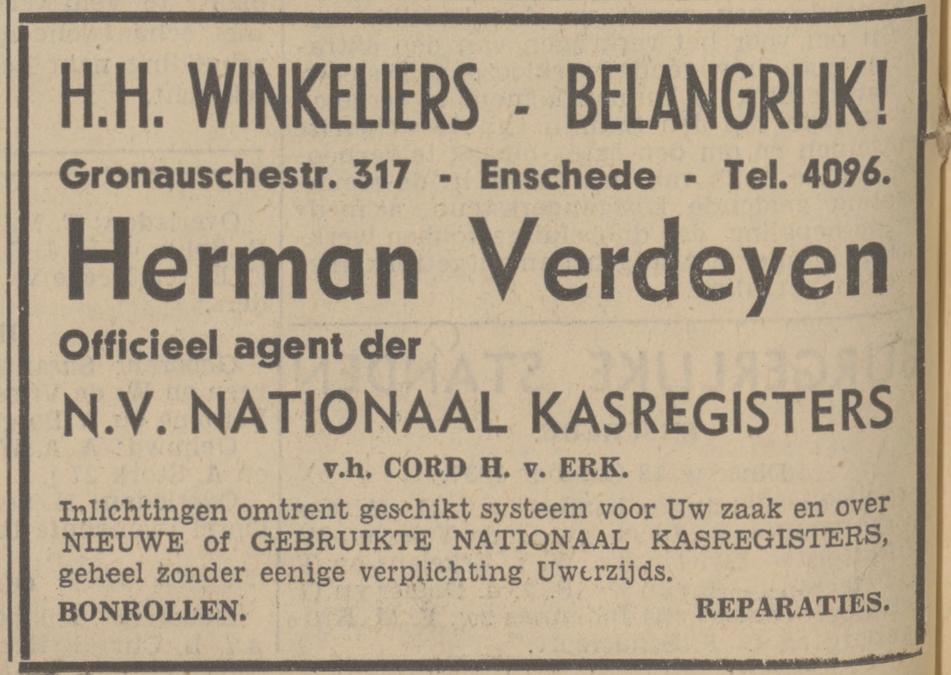 H.H. WINKELIERS - BELANGRIJK!
Gronauschestr. 317 - Enschede - Tel. 4096.
Herman Verdeyen
Officieel agent der
N.V. NATIONAAL KASREGISTERS
v.h. CORD H. v. ERK.
Inlichtingen omtrent geschikt systeem voor Uw zaak en over
NIEUWE of GEBRUIKTE NATIONAAL KASREGISTERS,
geheel zonder eenige verplichting Uwerzijds.
BONROLLEN. REPARATIES.